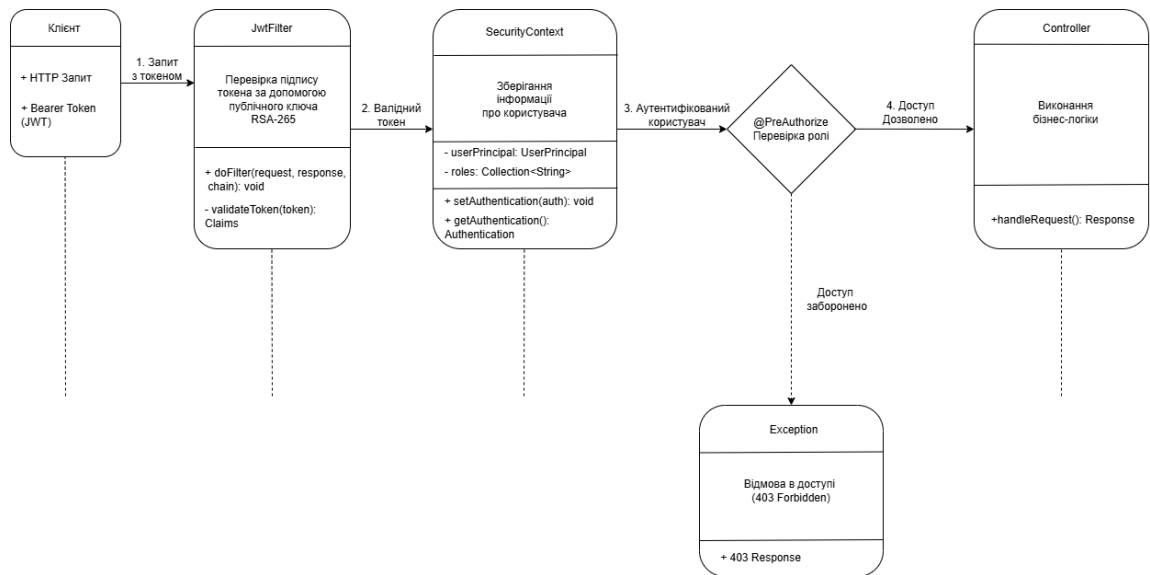 Клієнт
+ HTTP Запит
+ Bearer Token
(JWT)
1. Запит
з токеном
JwtFilter
Перевірка підпису
токена за допомогою
публічного ключа
RSA-265
+ doFilter(request, response,
chain): void
- validateToken(token):
Claims
2. Валідний
токен
SecurityContext
Зберігання
інформації
про користувача
- userPrincipal: UserPrincipal
- roles: Collection<String>
+ setAuthentication(auth): void
+ getAuthentication():
Authentication
3. Аутентифікований
користувач
@PreAuthorize
Перевірка ролі
4. Доступ
Дозволено
Controller
Виконання
бізнес-логіки
+handleRequest(): Response
Доступ
заборонено
Exception
Відмова в доступі
(403 Forbidden)
+ 403 Response